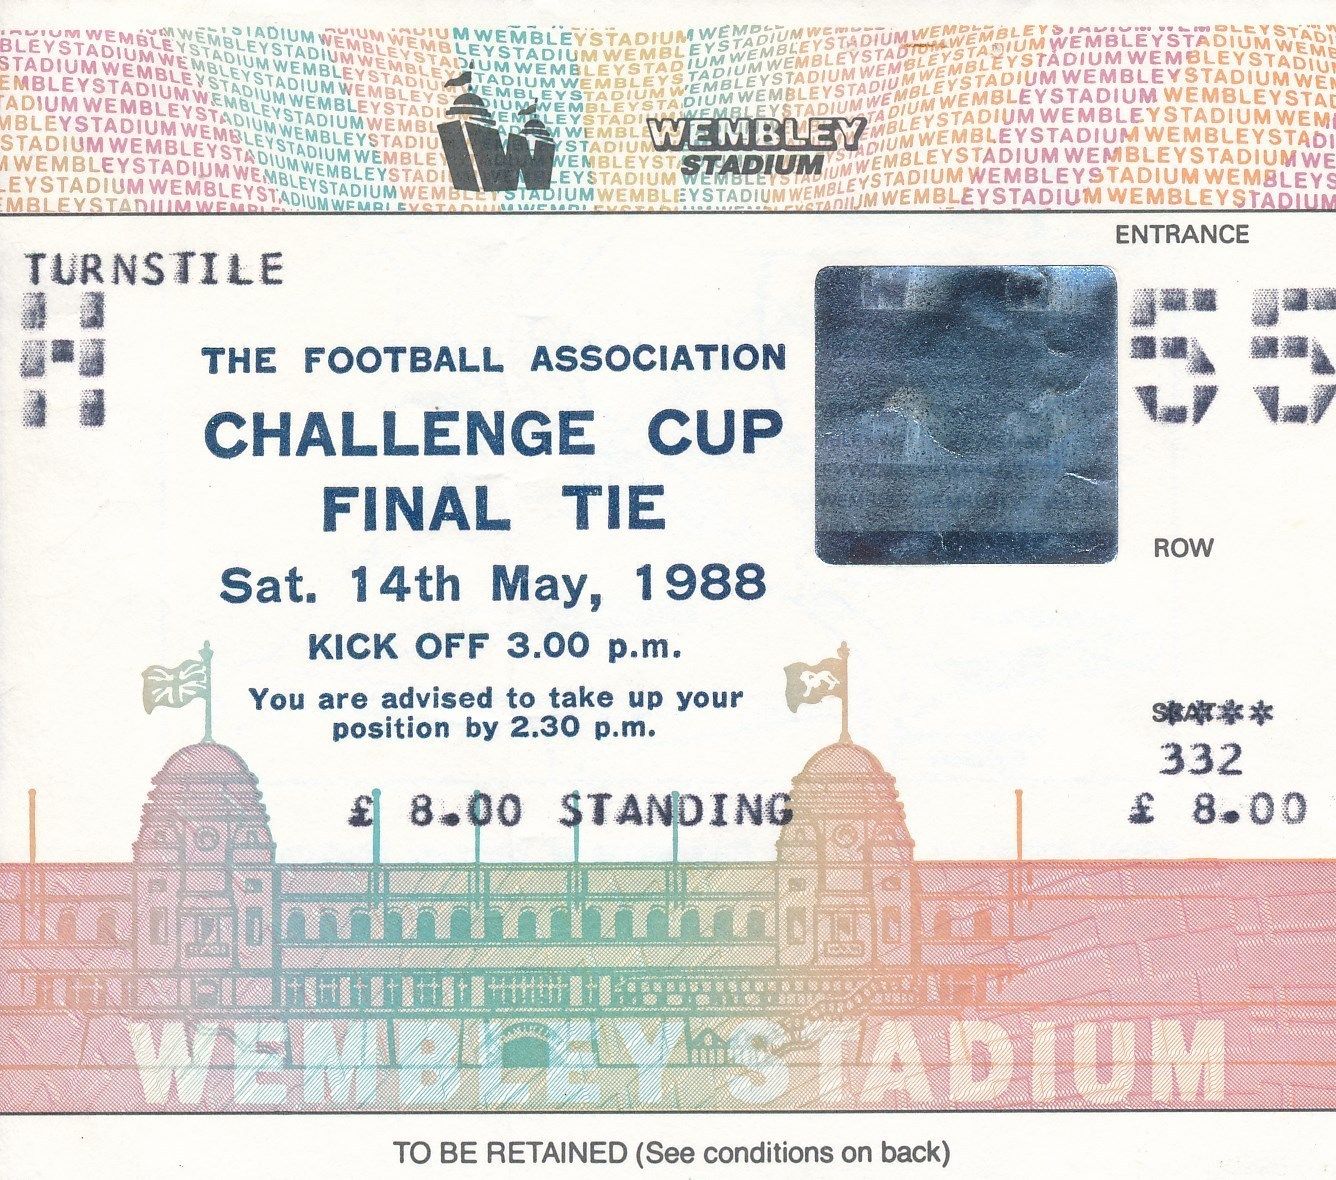 WEMBLEY
STADIUM
ENTRANCE
TURNSTILE
H
55
THE FOOTBALL ASSOCIATION
CHALLENGE CUP
FINAL TIE
ROW
Sat. 14th May, 1988
KICK OFF 3.00 p.m.
You are advised to take up your
position by 2.30 p.m.
SEAT****
332
£ 8.00 STANDING
£ 8.00
WEMBLEY STADIUM
TO BE RETAINED (See conditions on back)